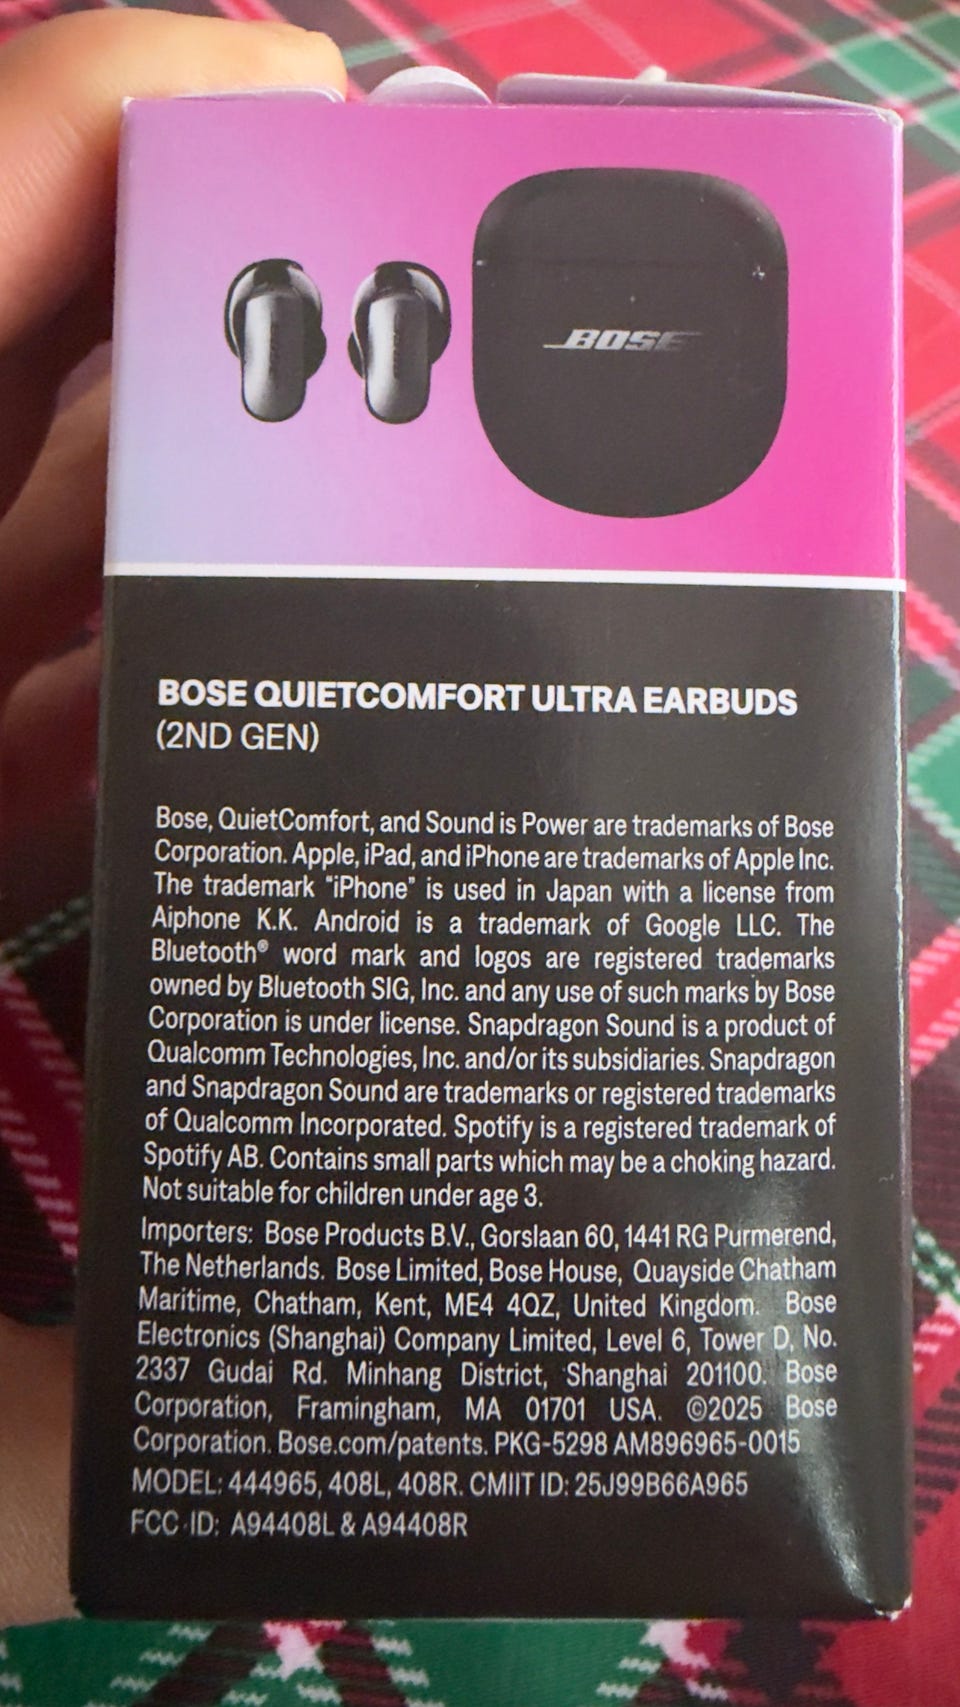 BOSE
BOSE QUIETCOMFORT ULTRA EARBUDS
(2ND GEN)
Bose, QuietComfort, and Sound is Power are trademarks of Bose
Corporation. Apple, iPad, and iPhone are trademarks of Apple Inc.
The trademark “iPhone” is used in Japan with a license from
Aiphone K.K. Android is a trademark of Google LLC. The
Bluetooth® word mark and logos are registered trademarks
owned by Bluetooth SIG, Inc. and any use of such marks by Bose
Corporation is under license. Snapdragon Sound is a product of
Qualcomm Technologies, Inc. and/or its subsidiaries. Snapdragon
and Snapdragon Sound are trademarks or registered trademarks
of Qualcomm Incorporated. Spotify is a registered trademark of
Spotify AB. Contains small parts which may be a choking hazard.
Not suitable for children under age 3.
Importers: Bose Products B.V., Gorslaan 60, 1441 RG Purmerend,
The Netherlands. Bose Limited, Bose House, Quayside Chatham
Maritime, Chatham, Kent, ME4 4QZ, United Kingdom. Bose
Electronics (Shanghai) Company Limited, Level 6, Tower D, No.
2337 Gudai Rd. Minhang District, Shanghai 201100. Bose
Corporation, Framingham, MA 01701 USA. ©2025 Bose
Corporation. Bose.com/patents. PKG-5298 AM896965-0015
MODEL: 444965, 408L, 408R. CMIIT ID: 25J99B66A965
FCC ID: A94408L & A94408R